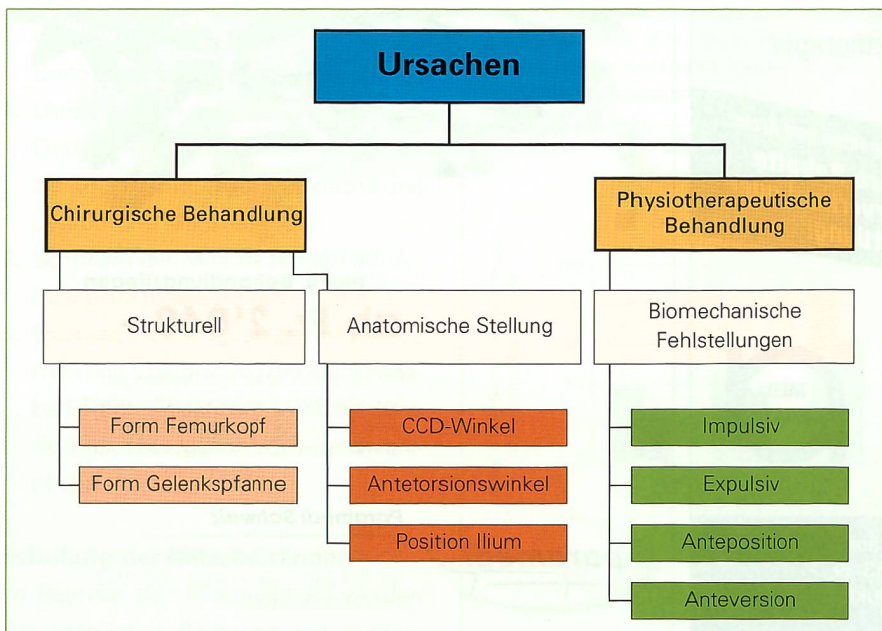 Ursachen
Chirurgische Behandlung
Physiotherapeutische
Behandlung
Strukturell
Anatomische Stellung
Biomechanische
Fehlstellungen
Form Femurkopf
Form Gelenkspfanne
CCD-Winkel
Antetorsionswinkel
Position Ilium
Impulsiv
Expulsiv
Anteposition
Anteversion